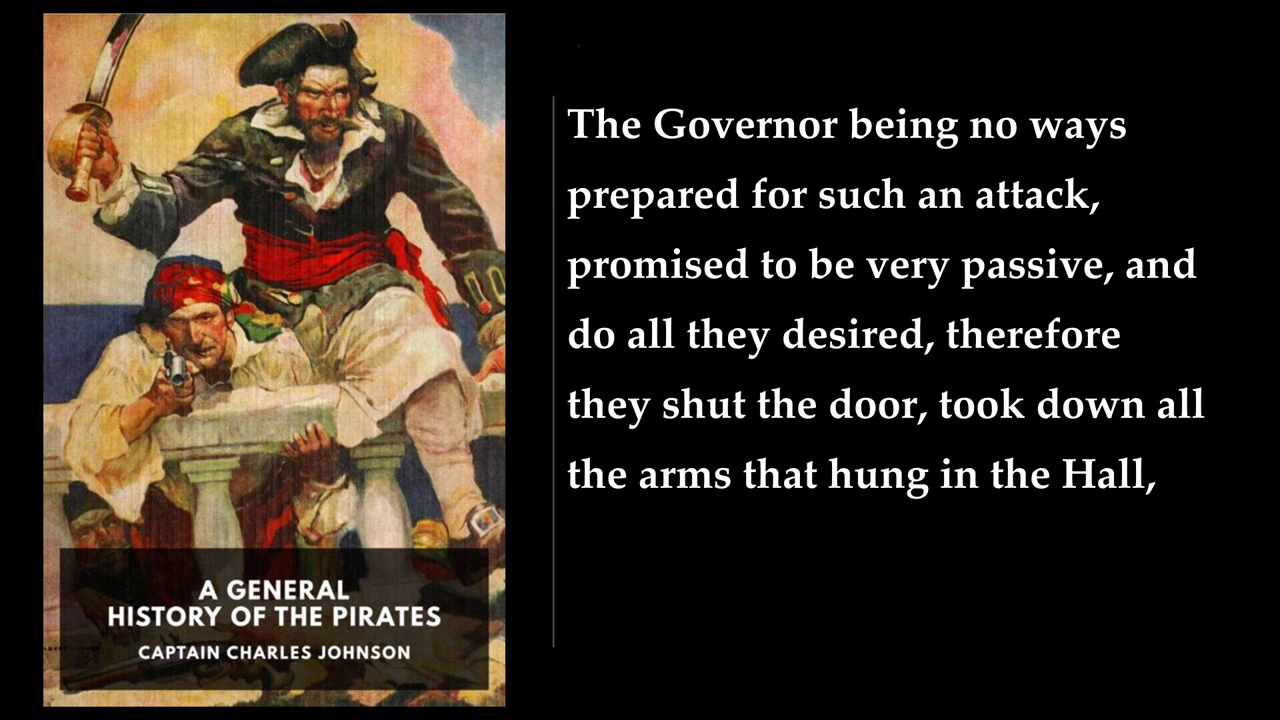 The Governor being no ways
prepared for such an attack,
promised to be very passive, and
do all they desired, therefore
they shut the door, took down all
the arms that hung in the Hall,
A GENERAL
HISTORY OF THE PIRATES
CAPTAIN CHARLES JOHNSON